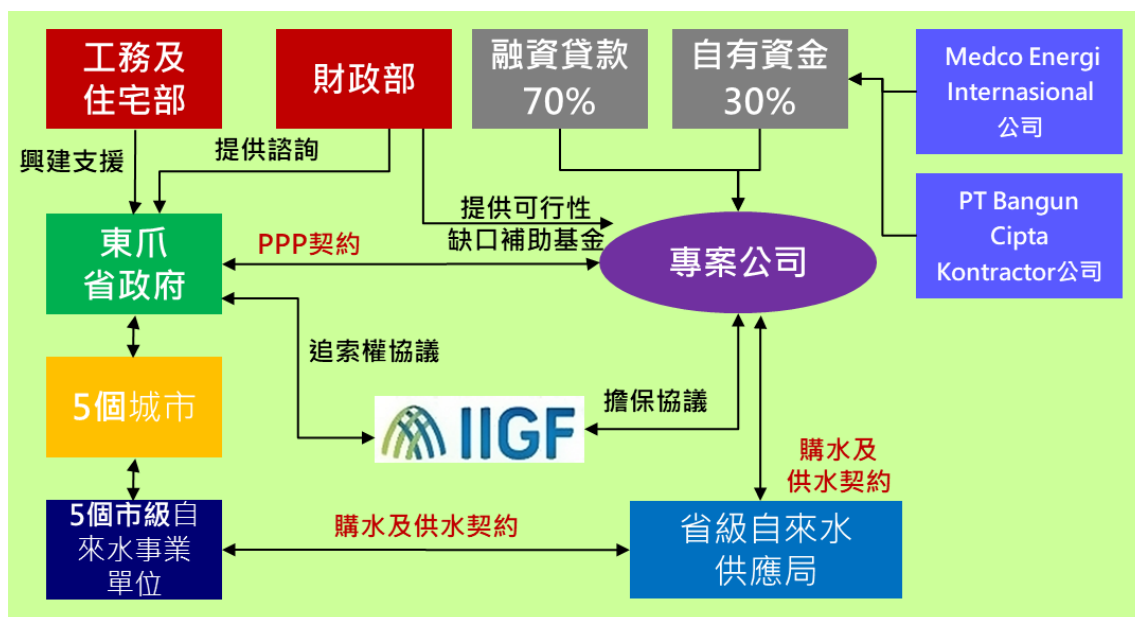 工務及
住宅部
財政部
融資貸款
70%
自有資金
30%
Medco Energi
Internasional
公司
興建支援
提供諮詢
PT Bangun
Cipta
Kontractor公司
提供可行性
缺口補助基金
東爪
省政府
PPP契約
專案公司
追索權協議
5個城市
IIGF
擔保協議
購水及
供水契約
5個市級自
來水事業
單位
購水及供水契約
省級自來水
供應局